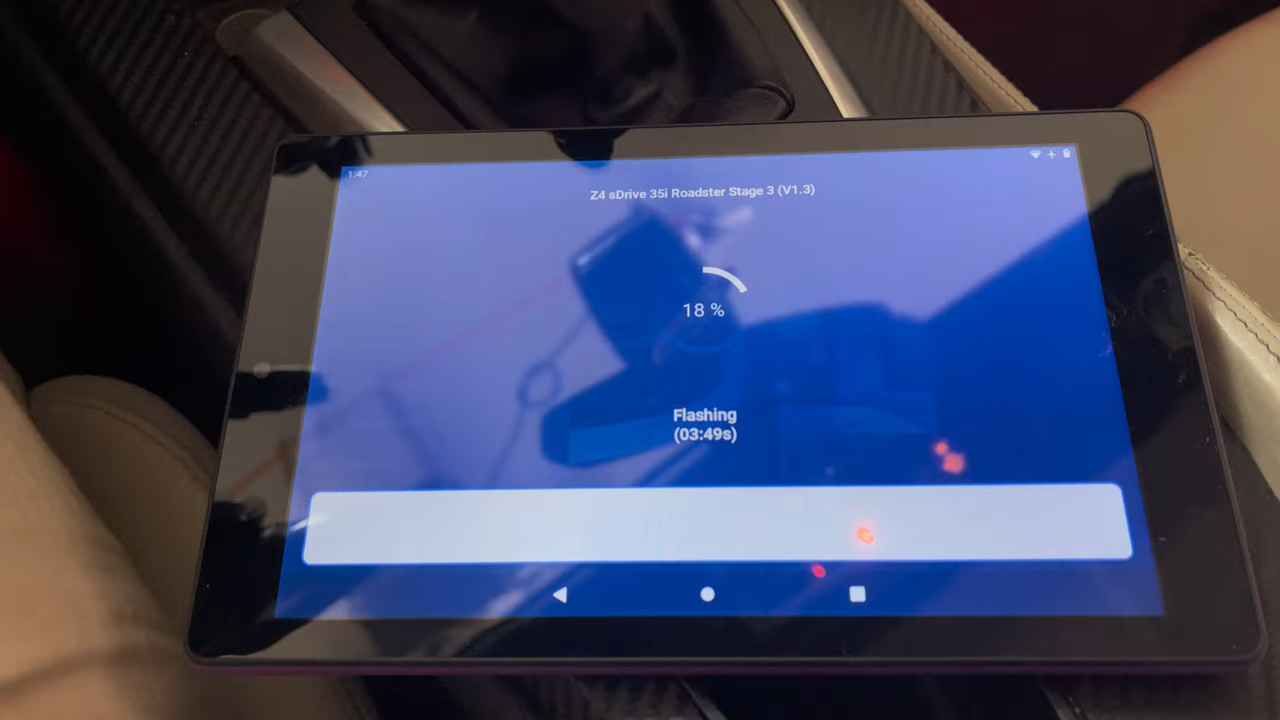 1:47
Z4 sDrive 35i Roadster Stage 3 (V1.3)
18 %
Flashing
(03:49s)